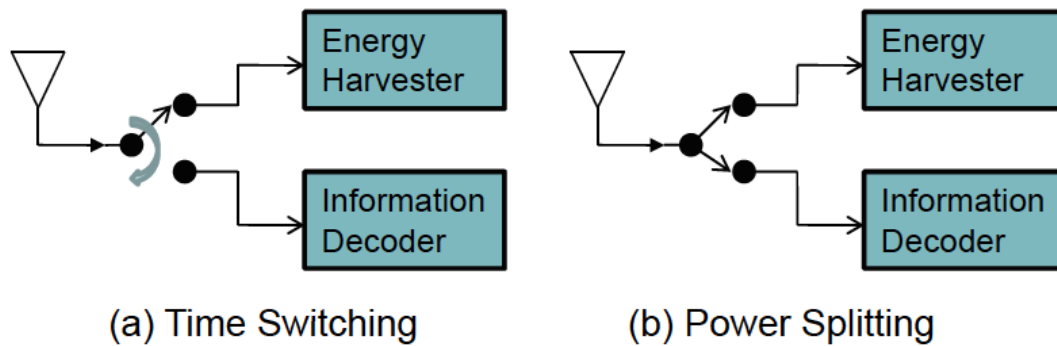 Energy
Harvester
Information
Decoder
(a) Time Switching
Energy
Harvester
Information
Decoder
(b) Power Splitting